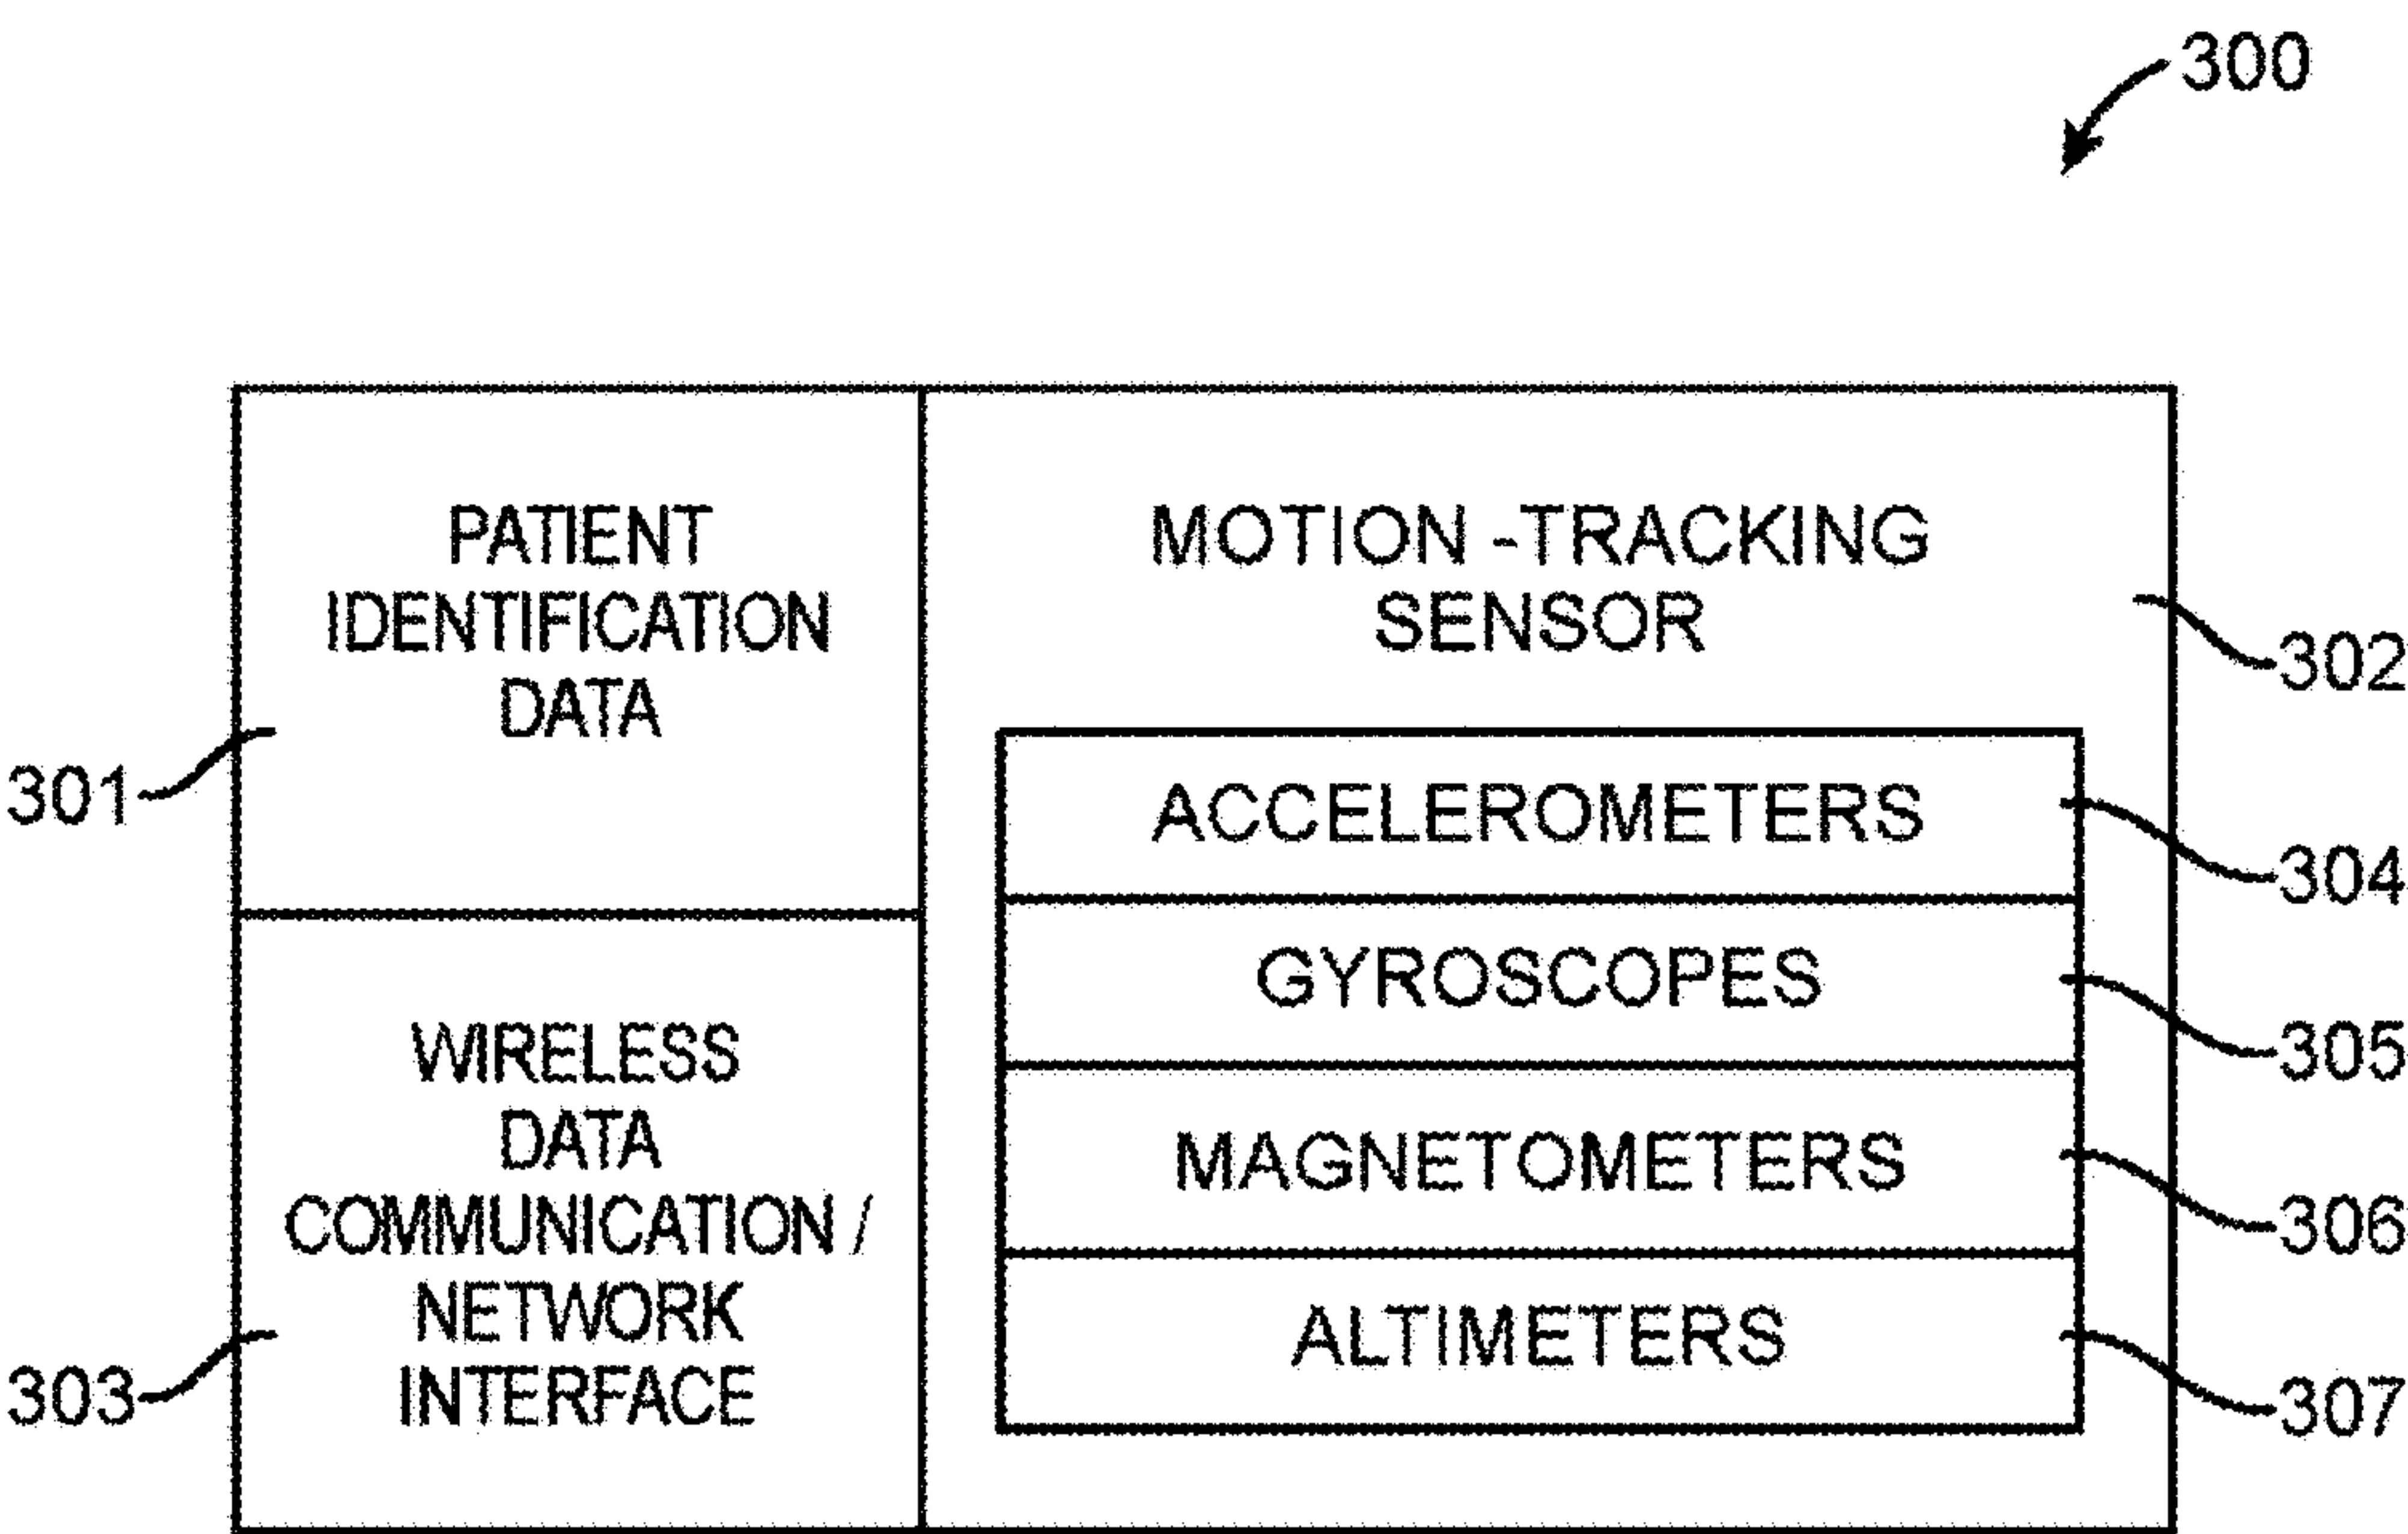 300
PATIENT
IDENTIFICATION
DATA
301
WIRELESS
DATA
COMMUNICATION /
NETWORK
INTERFACE
303
MOTION -TRACKING
SENSOR
302
ACCELEROMETERS
304
GYROSCOPES
305
MAGNETOMETERS
306
ALTIMETERS
307